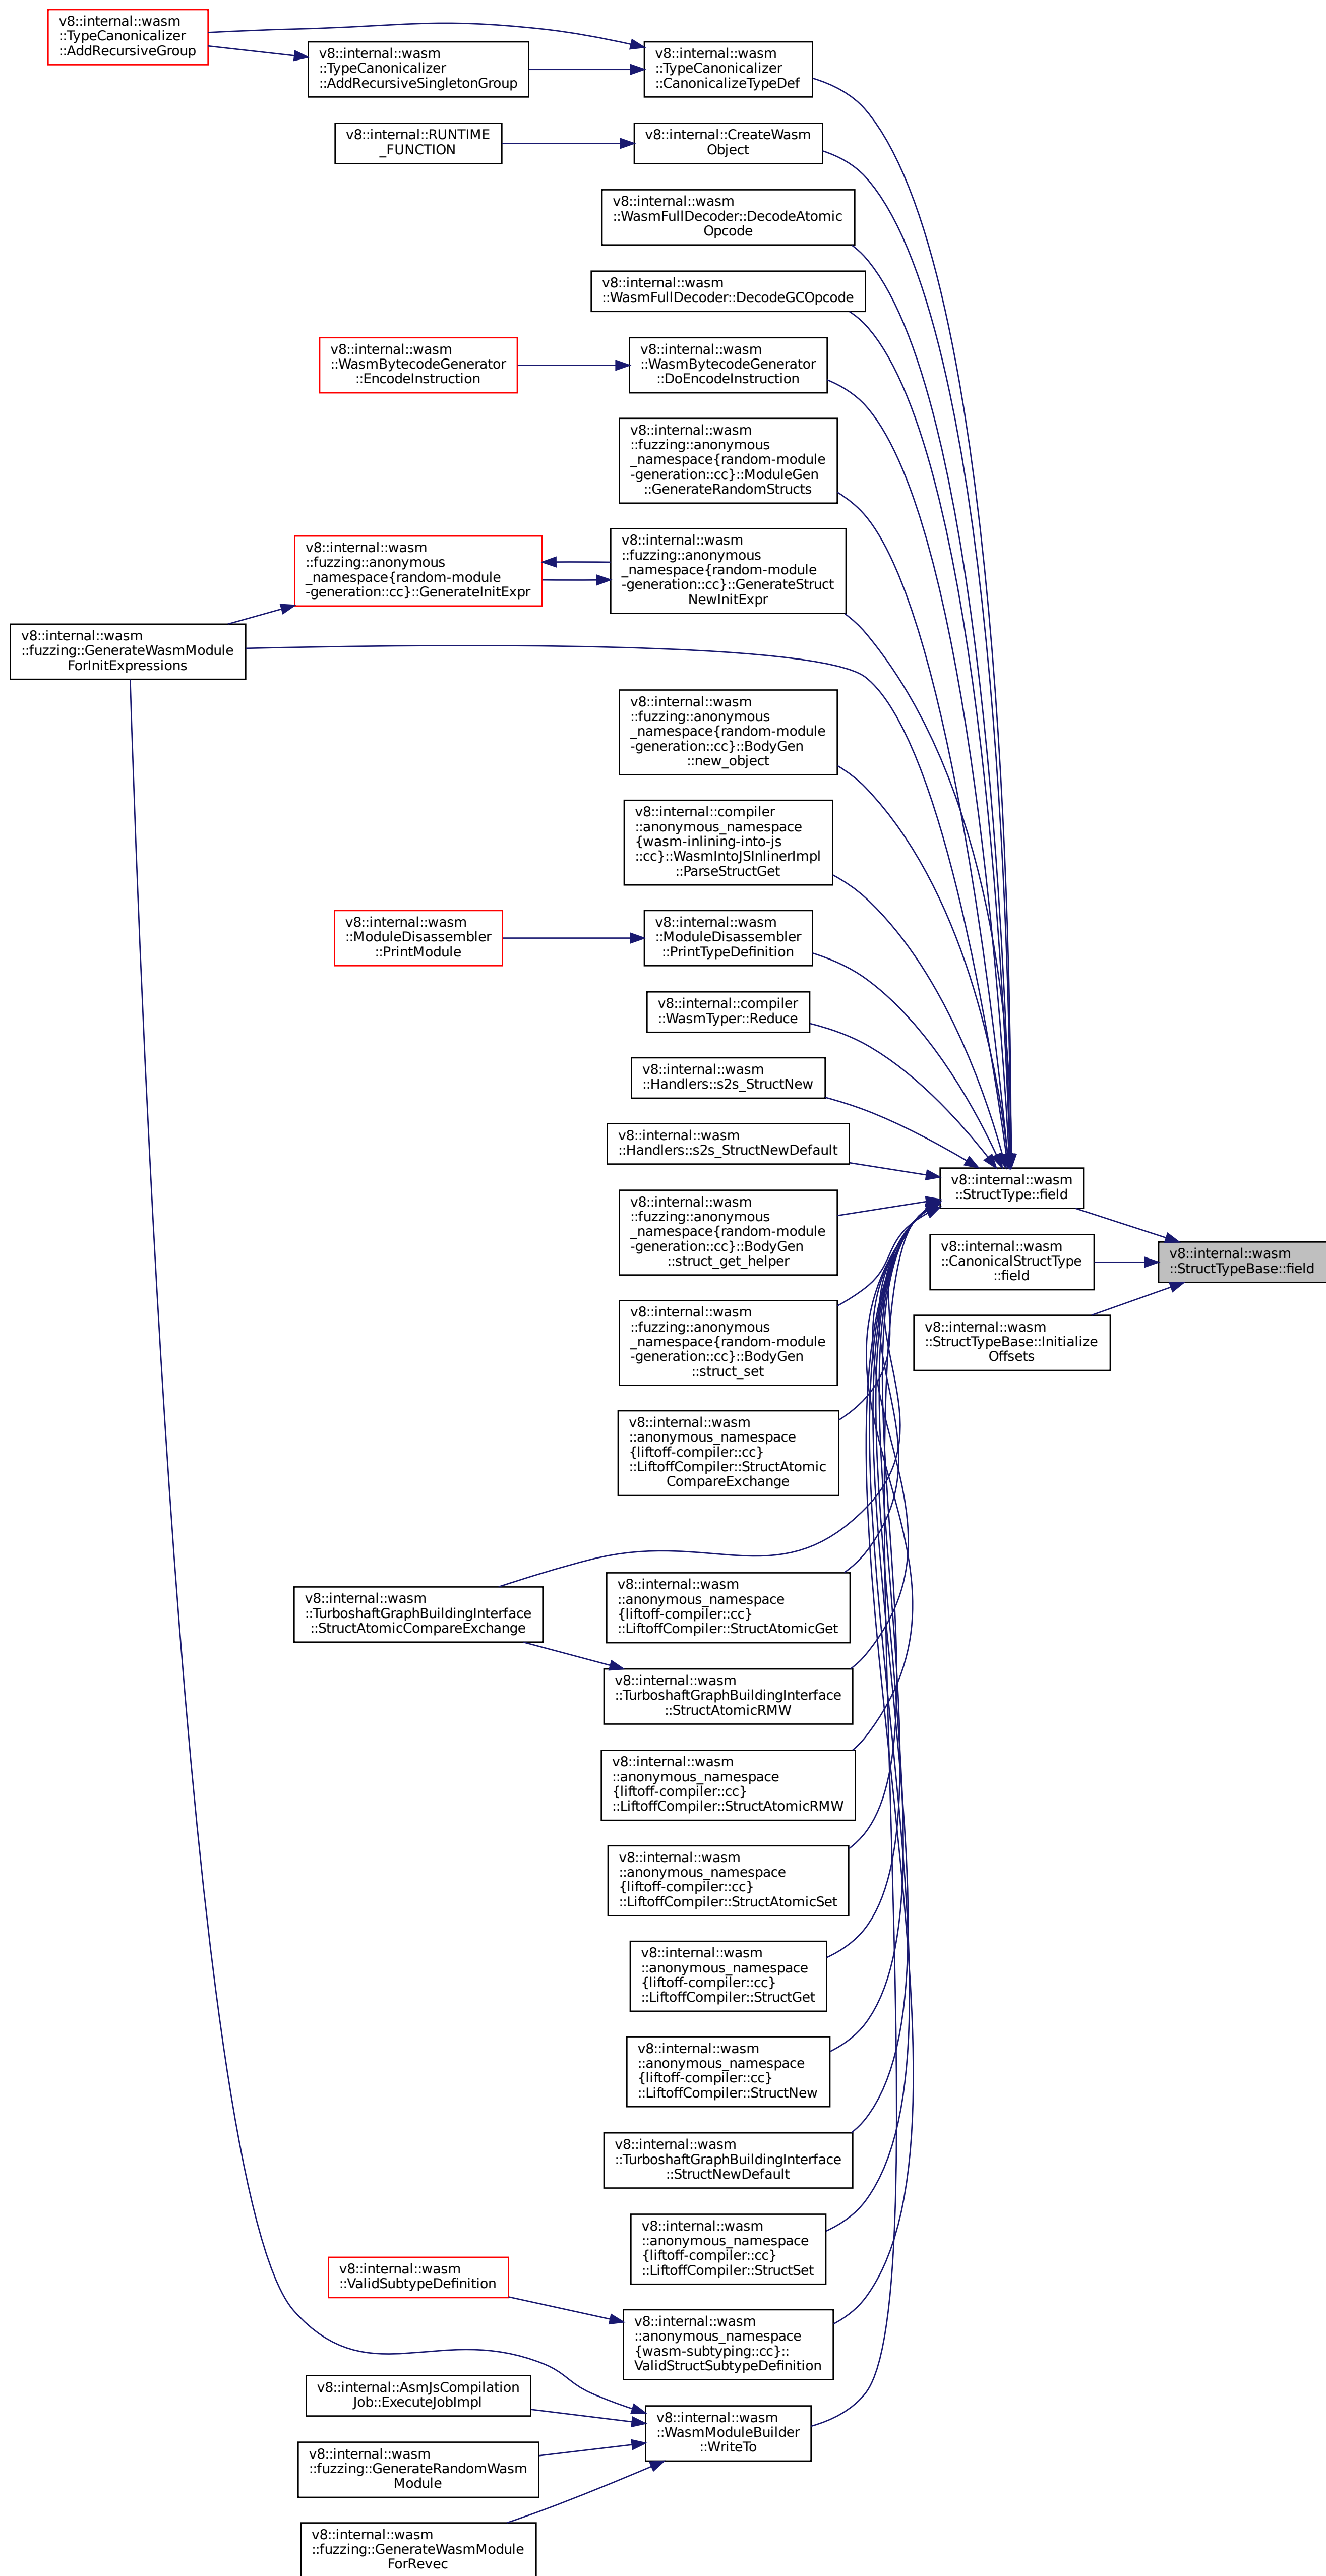 v8::internal::wasm
::TypeCanonicalizer
::AddRecursiveGroup
v8::internal::wasm
::TypeCanonicalizer
::AddRecursiveSingletonGroup
v8::internal::wasm
::TypeCanonicalizer
::CanonicalizeTypeDef
v8::internal::RUNTIME
_FUNCTION
v8::internal::CreateWasm
Object
v8::internal::wasm
::WasmFullDecoder::DecodeAtomic
Opcode
v8::internal::wasm
::WasmFullDecoder::DecodeGCOpcode
v8::internal::wasm
::WasmBytecodeGenerator
::EncodeInstruction
v8::internal::wasm
::WasmBytecodeGenerator
::DoEncodeInstruction
v8::internal::wasm
::fuzzing::anonymous
_namespace{random-module
-generation::cc}::ModuleGen
::GenerateRandomStructs
v8::internal::wasm
::fuzzing::anonymous
_namespace{random-module
-generation::cc}::GenerateInitExpr
v8::internal::wasm
::fuzzing::anonymous
_namespace{random-module
-generation::cc}::GenerateStruct
NewInitExpr
v8::internal::wasm
::fuzzing::GenerateWasmModule
ForInitExpressions
v8::internal::wasm
::fuzzing::anonymous
_namespace{random-module
-generation::cc}::BodyGen
::new_object
v8::internal::compiler
::anonymous_namespace
{wasm-inlining-into-js
::cc}::WasmIntoJSInlinerImpl
::ParseStructGet
v8::internal::wasm
::ModuleDisassembler
::PrintModule
v8::internal::wasm
::ModuleDisassembler
::PrintTypeDefinition
v8::internal::compiler
::WasmTyper::Reduce
v8::internal::wasm
::Handlers::s2s_StructNew
v8::internal::wasm
::Handlers::s2s_StructNewDefault
v8::internal::wasm
::StructType::field
v8::internal::wasm
::fuzzing::anonymous
_namespace{random-module
-generation::cc}::BodyGen
::struct_get_helper
v8::internal::wasm
::CanonicalStructType
::field
v8::internal::wasm
::StructTypeBase::field
v8::internal::wasm
::StructTypeBase::Initialize
Offsets
v8::internal::wasm
::fuzzing::anonymous
_namespace{random-module
-generation::cc}::BodyGen
::struct_set
v8::internal::wasm
::anonymous_namespace
{liftoff-compiler::cc}
::LiftoffCompiler::StructAtomic
CompareExchange
v8::internal::wasm
::TurboshaftGraphBuildingInterface
::StructAtomicCompareExchange
v8::internal::wasm
::anonymous_namespace
{liftoff-compiler::cc}
::LiftoffCompiler::StructAtomicGet
v8::internal::wasm
::TurboshaftGraphBuildingInterface
::StructAtomicRMW
v8::internal::wasm
::anonymous_namespace
{liftoff-compiler::cc}
::LiftoffCompiler::StructAtomicRMW
v8::internal::wasm
::anonymous_namespace
{liftoff-compiler::cc}
::LiftoffCompiler::StructAtomicSet
v8::internal::wasm
::anonymous_namespace
{liftoff-compiler::cc}
::LiftoffCompiler::StructGet
v8::internal::wasm
::anonymous_namespace
{liftoff-compiler::cc}
::LiftoffCompiler::StructNew
v8::internal::wasm
::TurboshaftGraphBuildingInterface
::StructNewDefault
v8::internal::wasm
::anonymous_namespace
{liftoff-compiler::cc}
::LiftoffCompiler::StructSet
v8::internal::wasm
::ValidSubtypeDefinition
v8::internal::wasm
::anonymous_namespace
{wasm-subtyping::cc}::
ValidStructSubtypeDefinition
v8::internal::AsmJsCompilation
Job::ExecuteJobImpl
v8::internal::wasm
::WasmModuleBuilder
::WriteTo
v8::internal::wasm
::fuzzing::GenerateRandomWasm
Module
v8::internal::wasm
::fuzzing::GenerateWasmModule
ForRevec